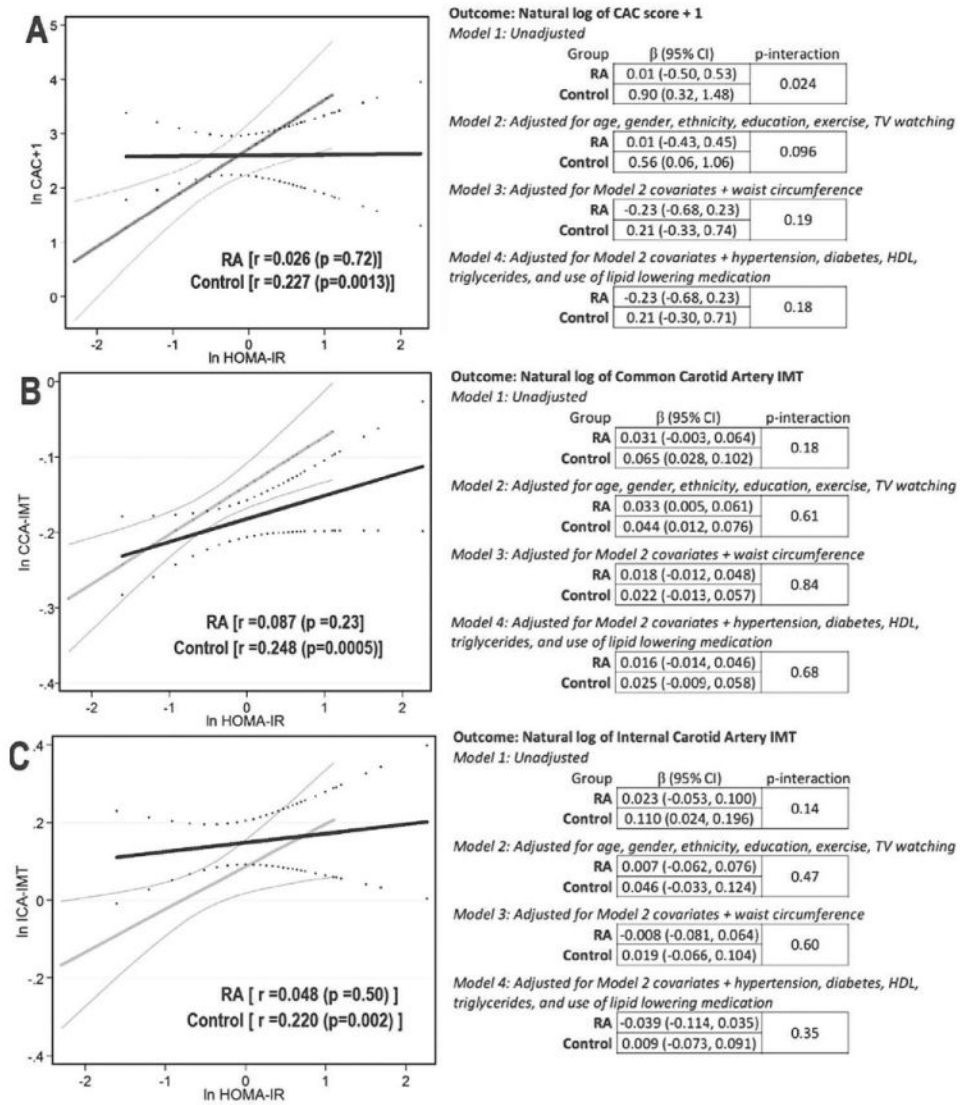 A
ln CAC+1
5
4
3
2
1
0
-2 -1 0 1 2
ln HOMA-IR
RA [r =0.026 (p =0.72)]
Control [r =0.227 (p=0.0013)]
Outcome: Natural log of CAC score + 1
Model 1: Unadjusted
Group β (95% CI) p-interaction
RA 0.01 (-0.50, 0.53) 0.024
Control 0.90 (0.32, 1.48)
Model 2: Adjusted for age, gender, ethnicity, education, exercise, TV watching
RA 0.01 (-0.43, 0.45) 0.096
Control 0.56 (0.06, 1.06)
Model 3: Adjusted for Model 2 covariates + waist circumference
RA -0.23 (-0.68, 0.23) 0.19
Control 0.21 (-0.33, 0.74)
Model 4: Adjusted for Model 2 covariates + hypertension, diabetes, HDL,
triglycerides, and use of lipid lowering medication
RA -0.23 (-0.68, 0.23) 0.18
Control 0.21 (-0.30, 0.71)
B
ln CCA-IMT
0
-.1
-.2
-.3
-.4
-2 -1 0 1 2
ln HOMA-IR
RA [r=0.087 (p =0.23]
Control [r=0.248 (p=0.0005)]
Outcome: Natural log of Common Carotid Artery IMT
Model 1: Unadjusted
Group β (95% CI) p-interaction
RA 0.031 (-0.003, 0.064) 0.18
Control 0.065 (0.028, 0.102)
Model 2: Adjusted for age, gender, ethnicity, education, exercise, TV watching
RA 0.033 (0.005, 0.061) 0.61
Control 0.044 (0.012, 0.076)
Model 3: Adjusted for Model 2 covariates + waist circumference
RA 0.018 (-0.012, 0.048) 0.84
Control 0.022 (-0.013, 0.057)
Model 4: Adjusted for Model 2 covariates + hypertension, diabetes, HDL,
triglycerides, and use of lipid lowering medication
RA 0.016 (-0.014, 0.046) 0.68
Control 0.025 (-0.009, 0.058)
C
ln ICA-IMT
.4
.2
0
-.2
-.4
-2 -1 0 1 2
ln HOMA-IR
RA [ r=0.048 (p =0.50) ]
Control [ r=0.220 (p=0.002) ]
Outcome: Natural log of Internal Carotid Artery IMT
Model 1: Unadjusted
Group β (95% CI) p-interaction
RA 0.023 (-0.053, 0.100) 0.14
Control 0.110 (0.024, 0.196)
Model 2: Adjusted for age, gender, ethnicity, education, exercise, TV watching
RA 0.007 (-0.062, 0.076) 0.47
Control 0.046 (-0.033, 0.124)
Model 3: Adjusted for Model 2 covariates + waist circumference
RA -0.008 (-0.081, 0.064) 0.60
Control 0.019 (-0.066, 0.104)
Model 4: Adjusted for Model 2 covariates + hypertension, diabetes, HDL,
triglycerides, and use of lipid lowering medication
RA -0.039 (-0.114, 0.035) 0.35
Control 0.009 (-0.073, 0.091)